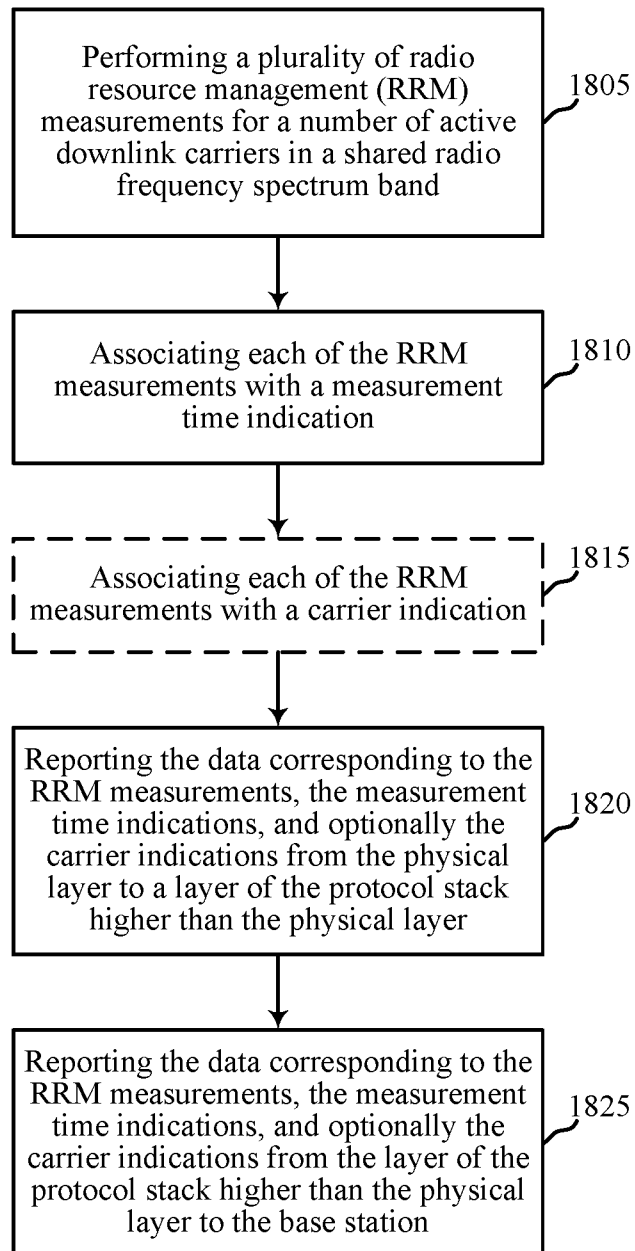 Performing a plurality of radio
resource management (RRM)
measurements for a number of active
downlink carriers in a shared radio
frequency spectrum band
1805
Associating each of the RRM
measurements with a measurement
time indication
1810
Associating each of the RRM
measurements with a carrier indication
1815
Reporting the data corresponding to the
RRM measurements, the measurement
time indications, and optionally the
carrier indications from the physical
layer to a layer of the protocol stack
higher than the physical layer
1820
Reporting the data corresponding to the
RRM measurements, the measurement
time indications, and optionally the
carrier indications from the layer of the
protocol stack higher than the physical
layer to the base station
1825